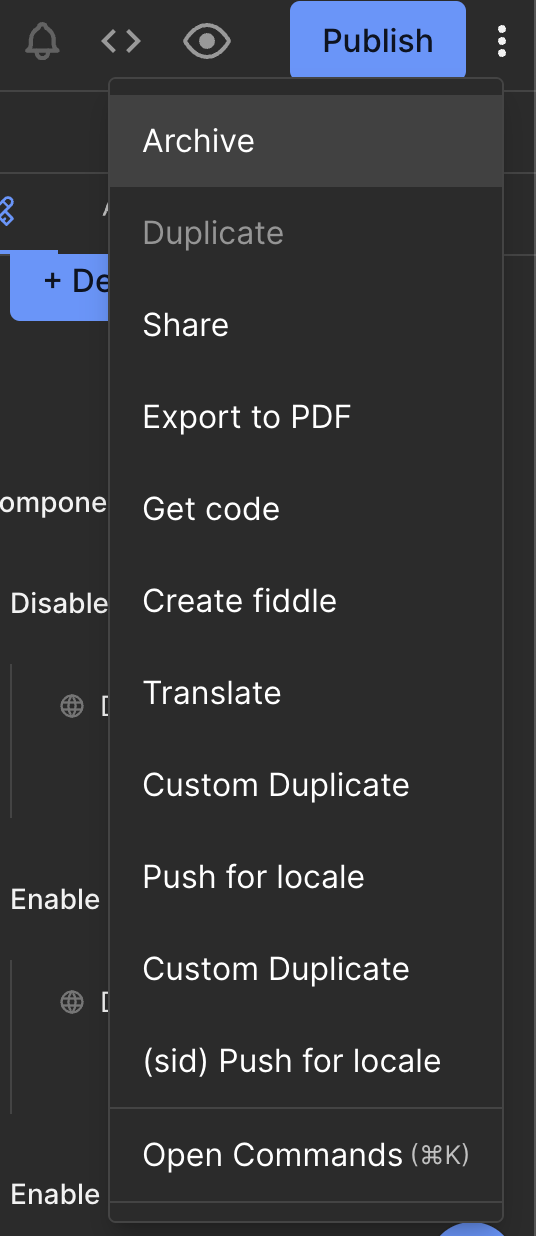 Publish
Archive
Duplicate
+ De
Share
Export to PDF
ompone
Get code
Disable
Create fiddle
Translate
Custom Duplicate
Push for locale
Enable
Custom Duplicate
(sid) Push for locale
Open Commands (⌘K)
Enable